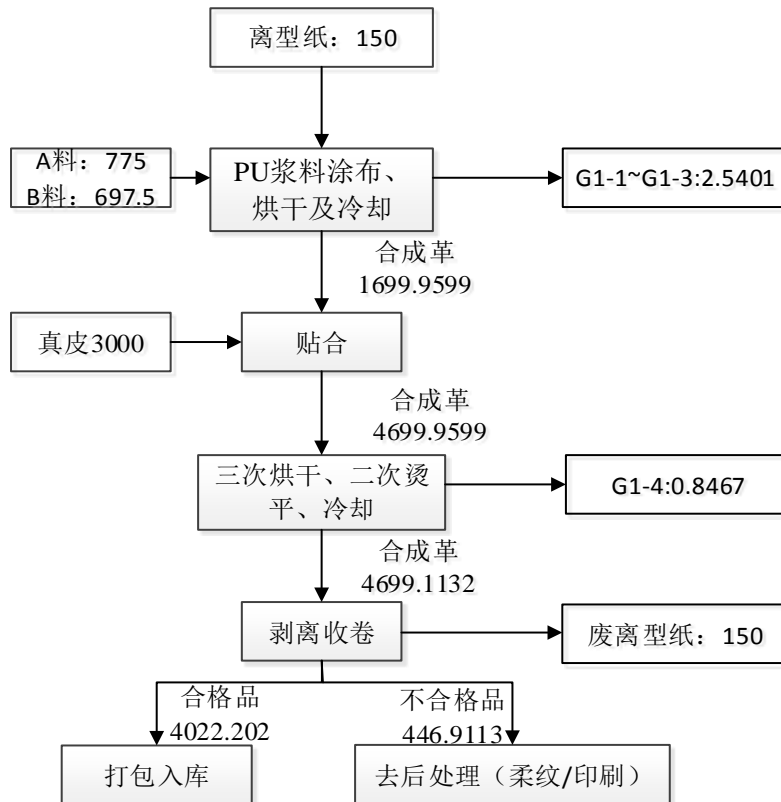 离型纸：150
A料：775
B料：697.5
PU浆料涂布、
烘干及冷却
G1-1~G1-3:2.5401
合成革
1699.9599
真皮3000
贴合
合成革
4699.9599
三次烘干、二次烫
平、冷却
G1-4:0.8467
合成革
4699.1132
剥离收卷
废离型纸：150
合格品
4022.202
不合格品
446.9113
打包入库
去后处理（柔纹/印刷）